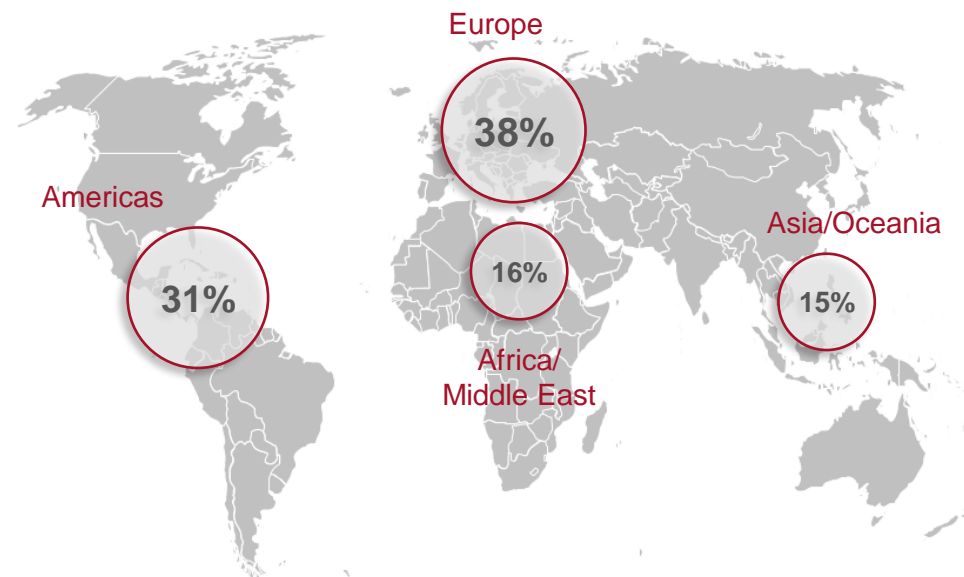 Europe
38%
Americas
31%
Asia/Oceania
16%
15%
Africa/
Middle East